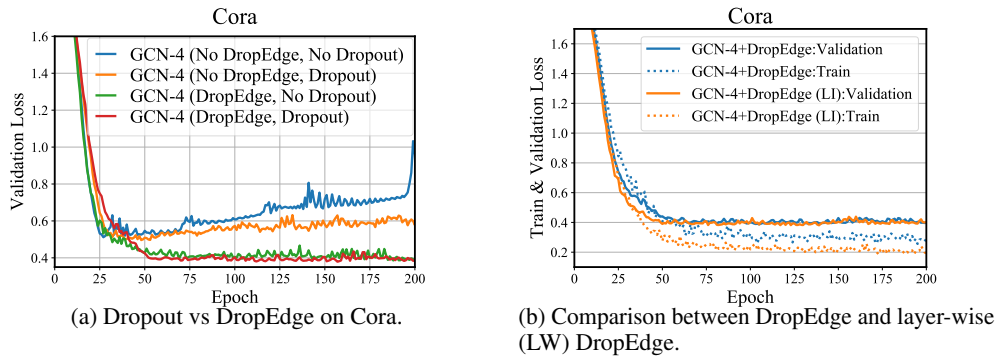 Cora
1.6
1.4
1.2
1.0
0.8
0.6
0.4
Validation Loss
GCN-4 (No DropEdge, No Dropout)
GCN-4 (No DropEdge, Dropout)
GCN-4 (DropEdge, No Dropout)
GCN-4 (DropEdge, Dropout)
0 25 50 75 100 125 150 175 200
Epoch
(a) Dropout vs DropEdge on Cora.
Cora
1.6
1.4
1.2
1.0
0.8
0.6
0.4
0.2
Train & Validation Loss
GCN-4+DropEdge:Validation
GCN-4+DropEdge:Train
GCN-4+DropEdge (LI):Validation
GCN-4+DropEdge (LI):Train
0 25 50 75 100 125 150 175 200
Epoch
(b) Comparison between DropEdge and layer-wise
(LW) DropEdge.